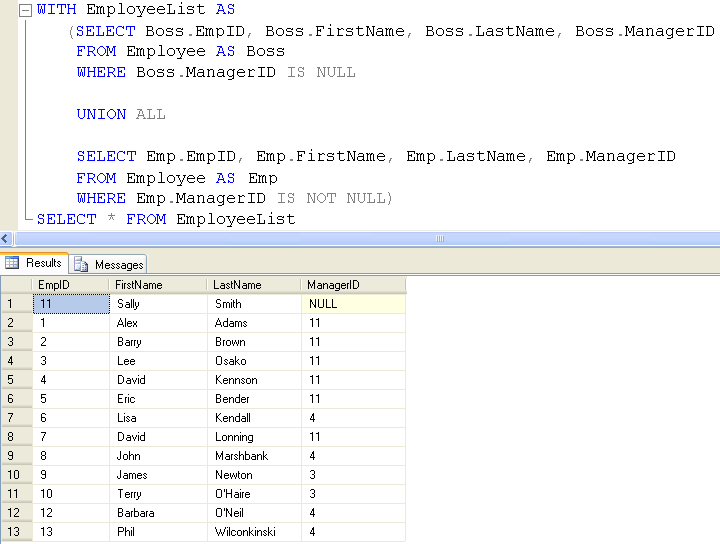 WITH EmployeeList AS
(SELECT Boss.EmpID, Boss.FirstName, Boss.LastName, Boss.ManagerID
FROM Employee AS Boss
WHERE Boss.ManagerID IS NULL
UNION ALL
SELECT Emp.EmpID, Emp.FirstName, Emp.LastName, Emp.ManagerID
FROM Employee AS Emp
WHERE Emp.ManagerID IS NOT NULL)
SELECT * FROM EmployeeList
Results Messages
EmpID FirstName LastName ManagerID
1 11 Sally Smith NULL
2 1 Alex Adams 11
3 2 Barry Brown 11
4 3 Lee Osako 11
5 4 David Kennson 11
6 5 Eric Bender 11
7 6 Lisa Kendall 4
8 7 David Lonning 11
9 8 John Marshbank 4
10 9 James Newton 3
11 10 Terry O'Haire 3
12 12 Barbara O'Neil 4
13 13 Phil Wilconkinski 4